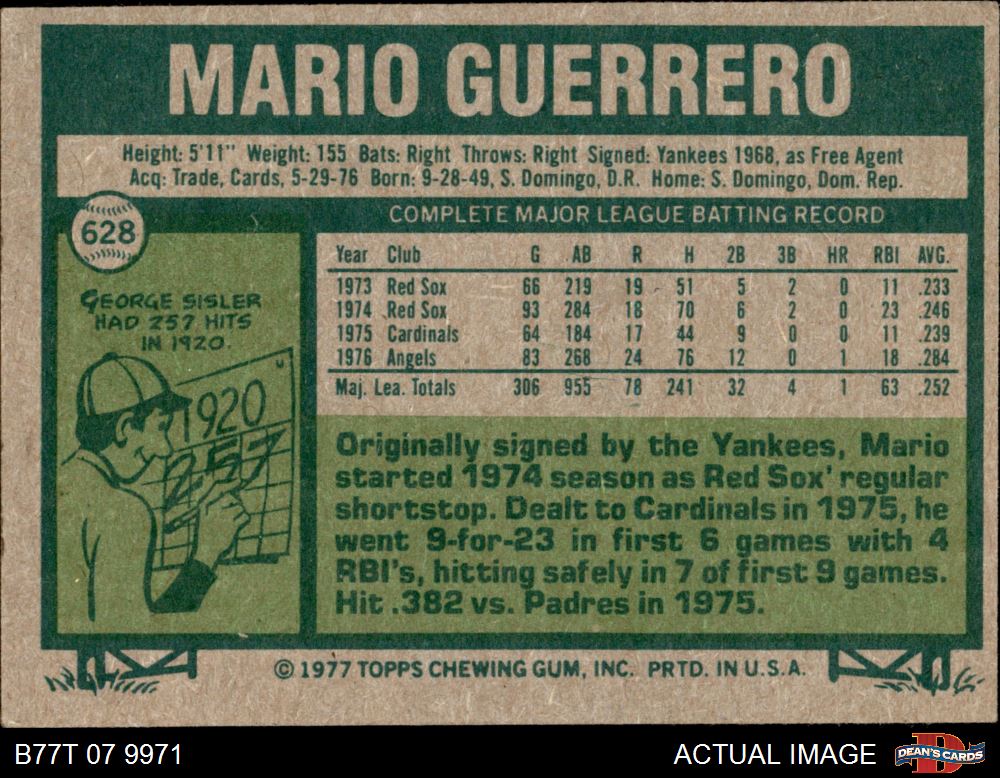 MARIO GUERRERO
Height: 5'11" Weight: 155 Bats: Right Throws: Right Signed: Yankees 1968, as Free Agent
Acq: Trade, Cards, 5-29-76 Born: 9-28-49, S. Domingo, D.R. Home: S. Domingo, Dom. Rep.
628
GEORGE SISLER
HAD 257 HITS
IN 1920.
1920
257
COMPLETE MAJOR LEAGUE BATTING RECORD
Year Club G AB R H 2B 3B HR RBI AVG.
1973 Red Sox 66 219 19 51 5 2 0 11 .233
1974 Red Sox 93 284 18 70 6 2 0 23 .246
1975 Cardinals 64 184 17 44 9 0 0 11 .239
1976 Angels 83 268 24 76 12 0 1 18 .284
Maj. Lea. Totals 306 955 78 241 32 4 1 63 .252
Originally signed by the Yankees, Mario
started 1974 season as Red Sox' regular
shortstop. Dealt to Cardinals in 1975, he
went 9-for-23 in first 6 games with 4
RBI's, hitting safely in 7 of first 9 games.
Hit .382 vs. Padres in 1975.
© 1977 TOPPS CHEWING GUM, INC. PRTD. IN U.S.A.
B77T 07 9971
ACTUAL IMAGE
DEAN'S CARDS